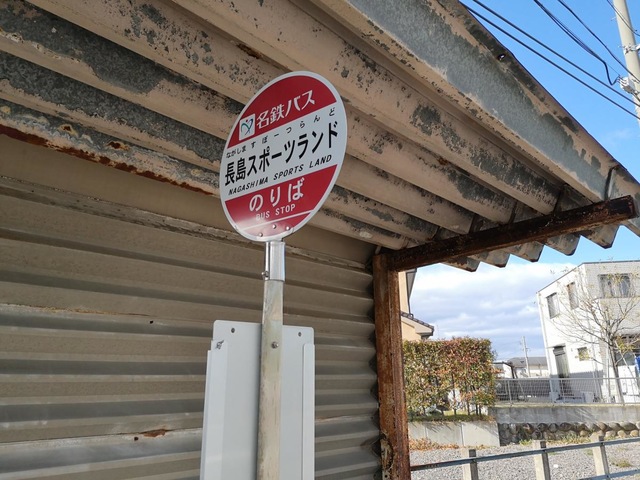 名鉄バス
ながしますぽーつらんど
長島スポーツランド
NAGASHIMA SPORTS LAND
のりば
BUS STOP